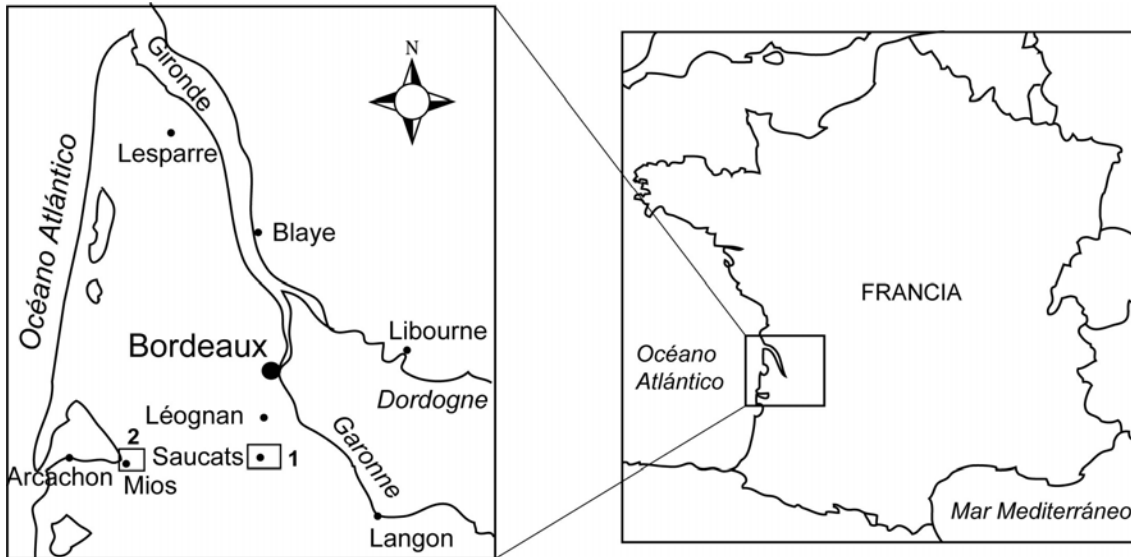 N
Gironde
Océano Atlántico
Lesparre
Blaye
Libourne
Bordeaux
Dordogne
Léognan
Garonne
2
Saucats
1
Arcachon
Mios
Langon
FRANCIA
Océano
Atlántico
Mar Mediterráneo